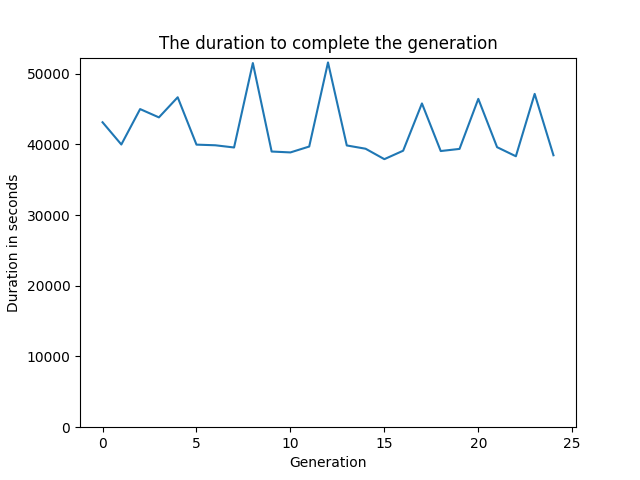 The duration to complete the generation
50000
40000
30000
20000
10000
0
Duration in seconds
0 5 10 15 20 25
Generation